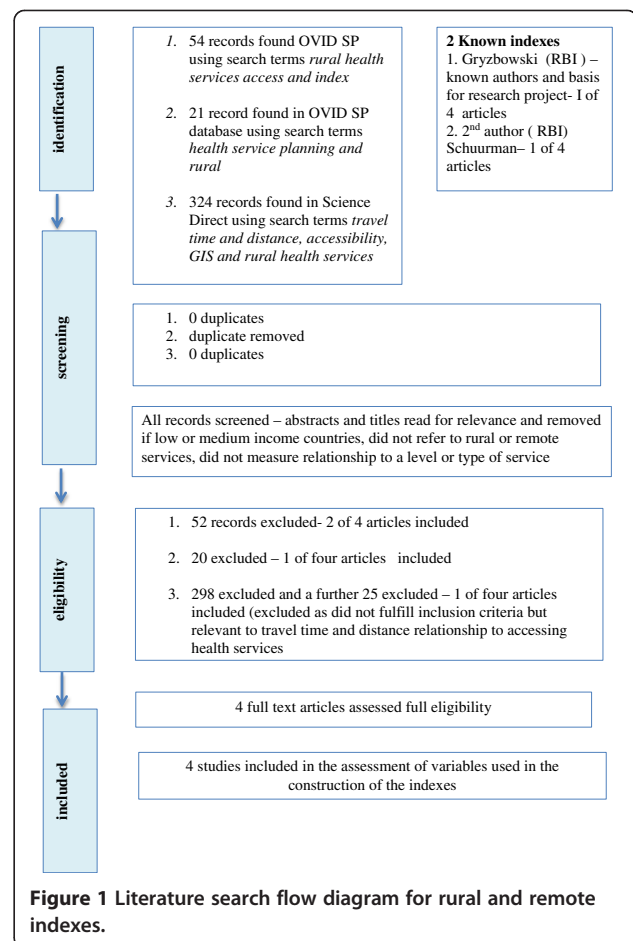 identification
1. 54 records found OVID SP
using search terms rural health
services access and index
2. 21 record found in OVID SP
database using search terms
health service planning and
rural
3. 324 records found in Science
Direct using search terms travel
time and distance, accessibility,
GIS and rural health services
2 Known indexes
1. Gryzbowski (RBI ) –
known authors and basis
for research project- I of
4 articles
2. 2nd author ( RBI)
Schuurman– 1 of 4
articles
screening
1. 0 duplicates
2. duplicate removed
3. 0 duplicates
All records screened – abstracts and titles read for relevance and removed
if low or medium income countries, did not refer to rural or remote
services, did not measure relationship to a level or type of service
eligibility
1. 52 records excluded- 2 of 4 articles included
2. 20 excluded – 1 of four articles included
3. 298 excluded and a further 25 excluded – 1 of four articles
included (excluded as did not fulfill inclusion criteria but
relevant to travel time and distance relationship to accessing
health services
included
4 full text articles assessed full eligibility
4 studies included in the assessment of variables used in the
construction of the indexes
Figure 1 Literature search flow diagram for rural and remote
indexes.